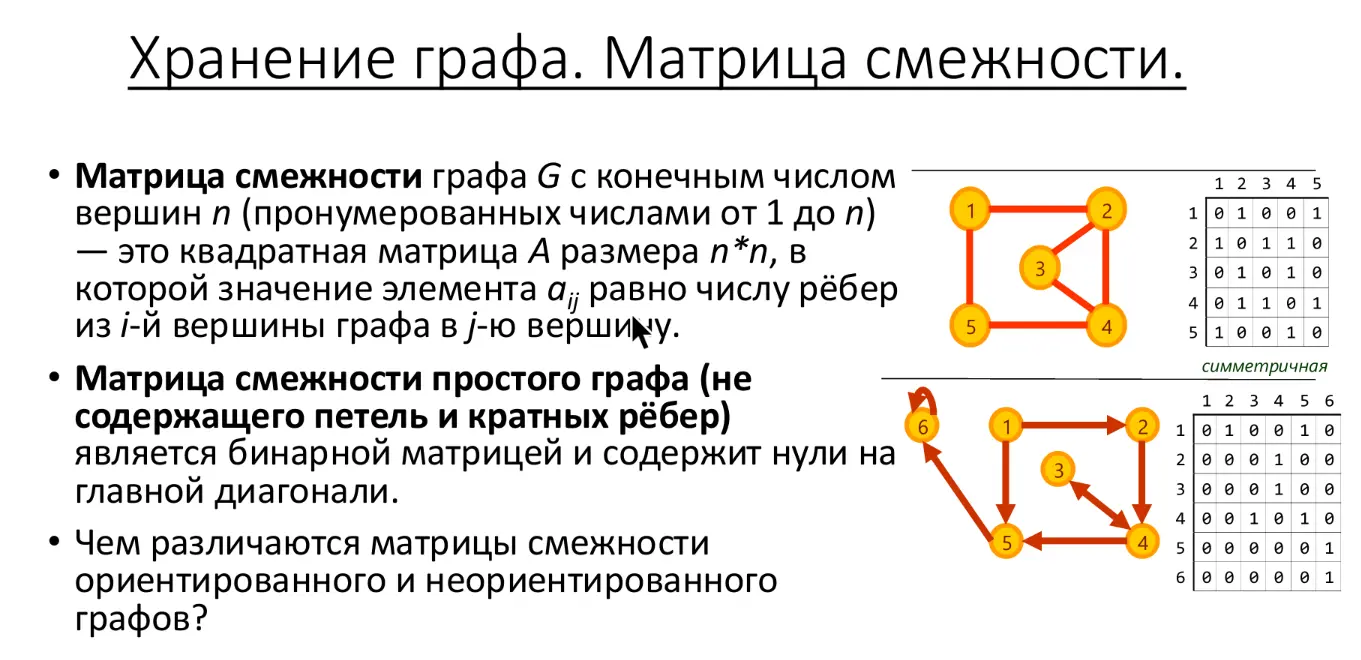 Хранение графа. Матрица смежности.
• Матрица смежности графа G с конечным числом
вершин n (пронумерованных числами от 1 до n)
— это квадратная матрица A размера n*n, в
которой значение элемента aij равно числу рёбер
из i-й вершины графа в j-ю вершину.
• Матрица смежности простого графа (не
содержащего петель и кратных рёбер)
является бинарной матрицей и содержит нули на
главной диагонали.
• Чем различаются матрицы смежности
ориентированного и неориентированного
графов?
1 2
3
5 4
1 2 3 4 5
1 0 1 0 0 1
2 1 0 1 1 0
3 0 1 0 1 0
4 0 1 1 0 1
5 1 0 0 1 0
симметричная
6 1 2
3
5 4
1 2 3 4 5 6
1 0 1 0 0 1 0
2 0 0 0 1 0 0
3 0 0 0 1 0 0
4 0 0 1 0 1 0
5 0 0 0 0 0 1
6 0 0 0 0 0 1